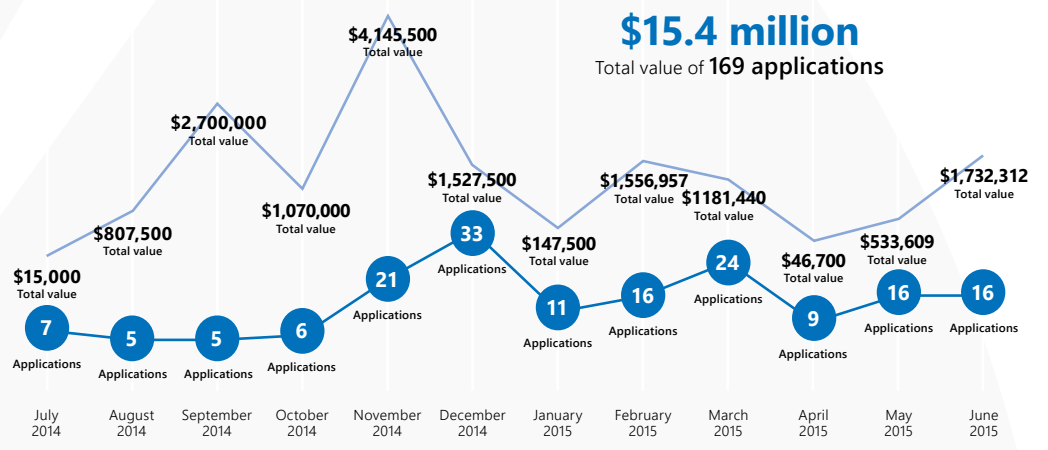 $15.4 million
Total value of 169 applications
$15,000
Total value
$807,500
Total value
$2,700,000
Total value
$1,070,000
Total value
$4,145,500
Total value
$1,527,500
Total value
$147,500
Total value
$1,556,957
Total value
$1181,440
Total value
$46,700
Total value
$533,609
Total value
$1,732,312
Total value
7
Applications
5
Applications
5
Applications
6
Applications
21
Applications
33
Applications
11
Applications
16
Applications
24
Applications
9
Applications
16
Applications
16
Applications
July
2014
August
2014
September
2014
October
2014
November
2014
December
2014
January
2015
February
2015
March
2015
April
2015
May
2015
June
2015